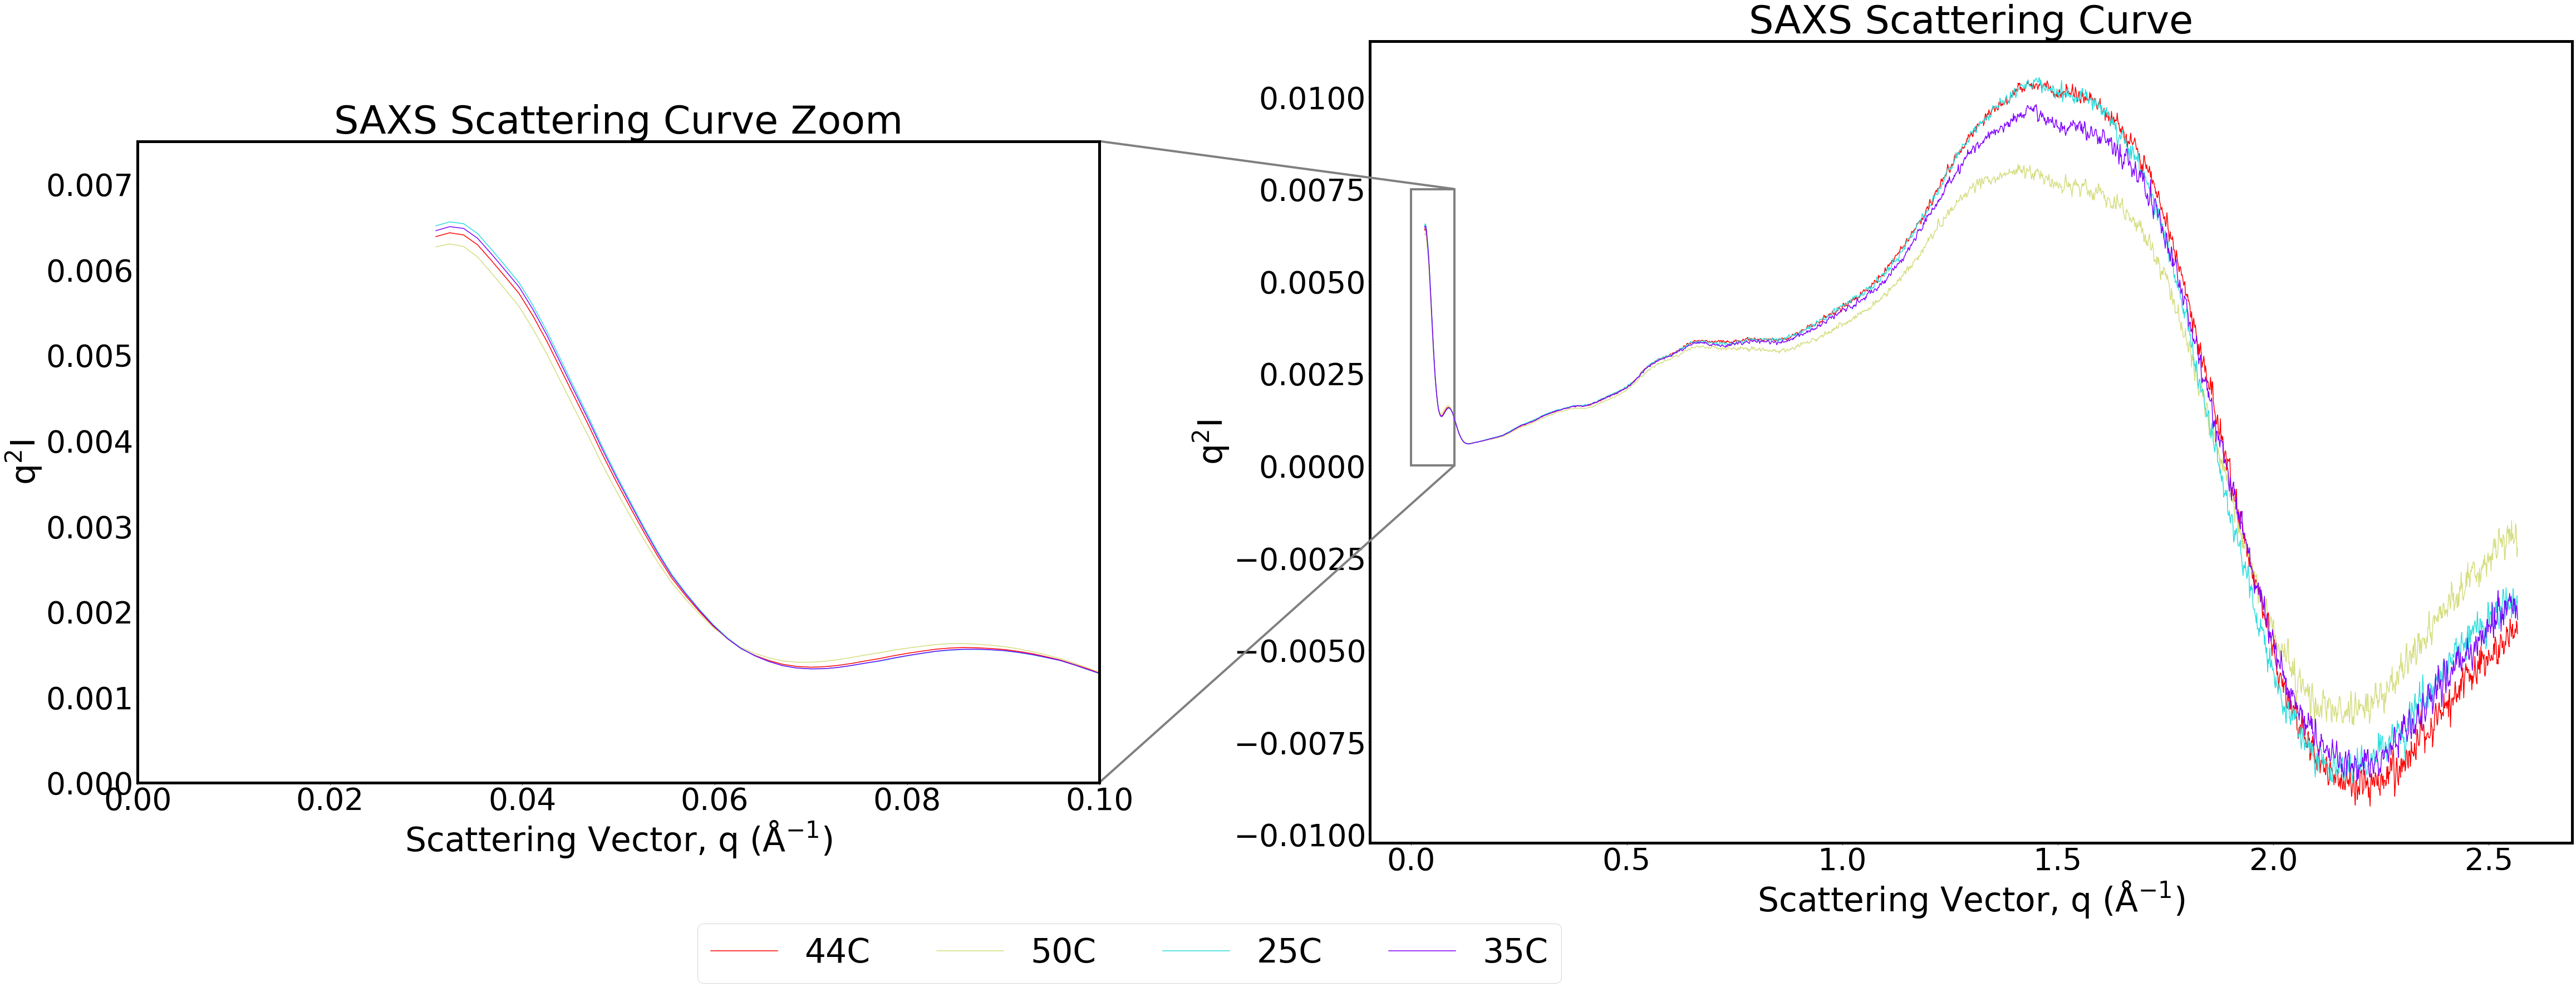 SAXS Scattering Curve Zoom
q²I
0.007
0.006
0.005
0.004
0.003
0.002
0.001
0.000
0.00 0.02 0.04 0.06 0.08 0.10
Scattering Vector, q (Å⁻¹)
SAXS Scattering Curve
q²I
0.0100
0.0075
0.0050
0.0025
0.0000
−0.0025
−0.0050
−0.0075
−0.0100
0.0 0.5 1.0 1.5 2.0 2.5
Scattering Vector, q (Å⁻¹)
44C 50C 25C 35C